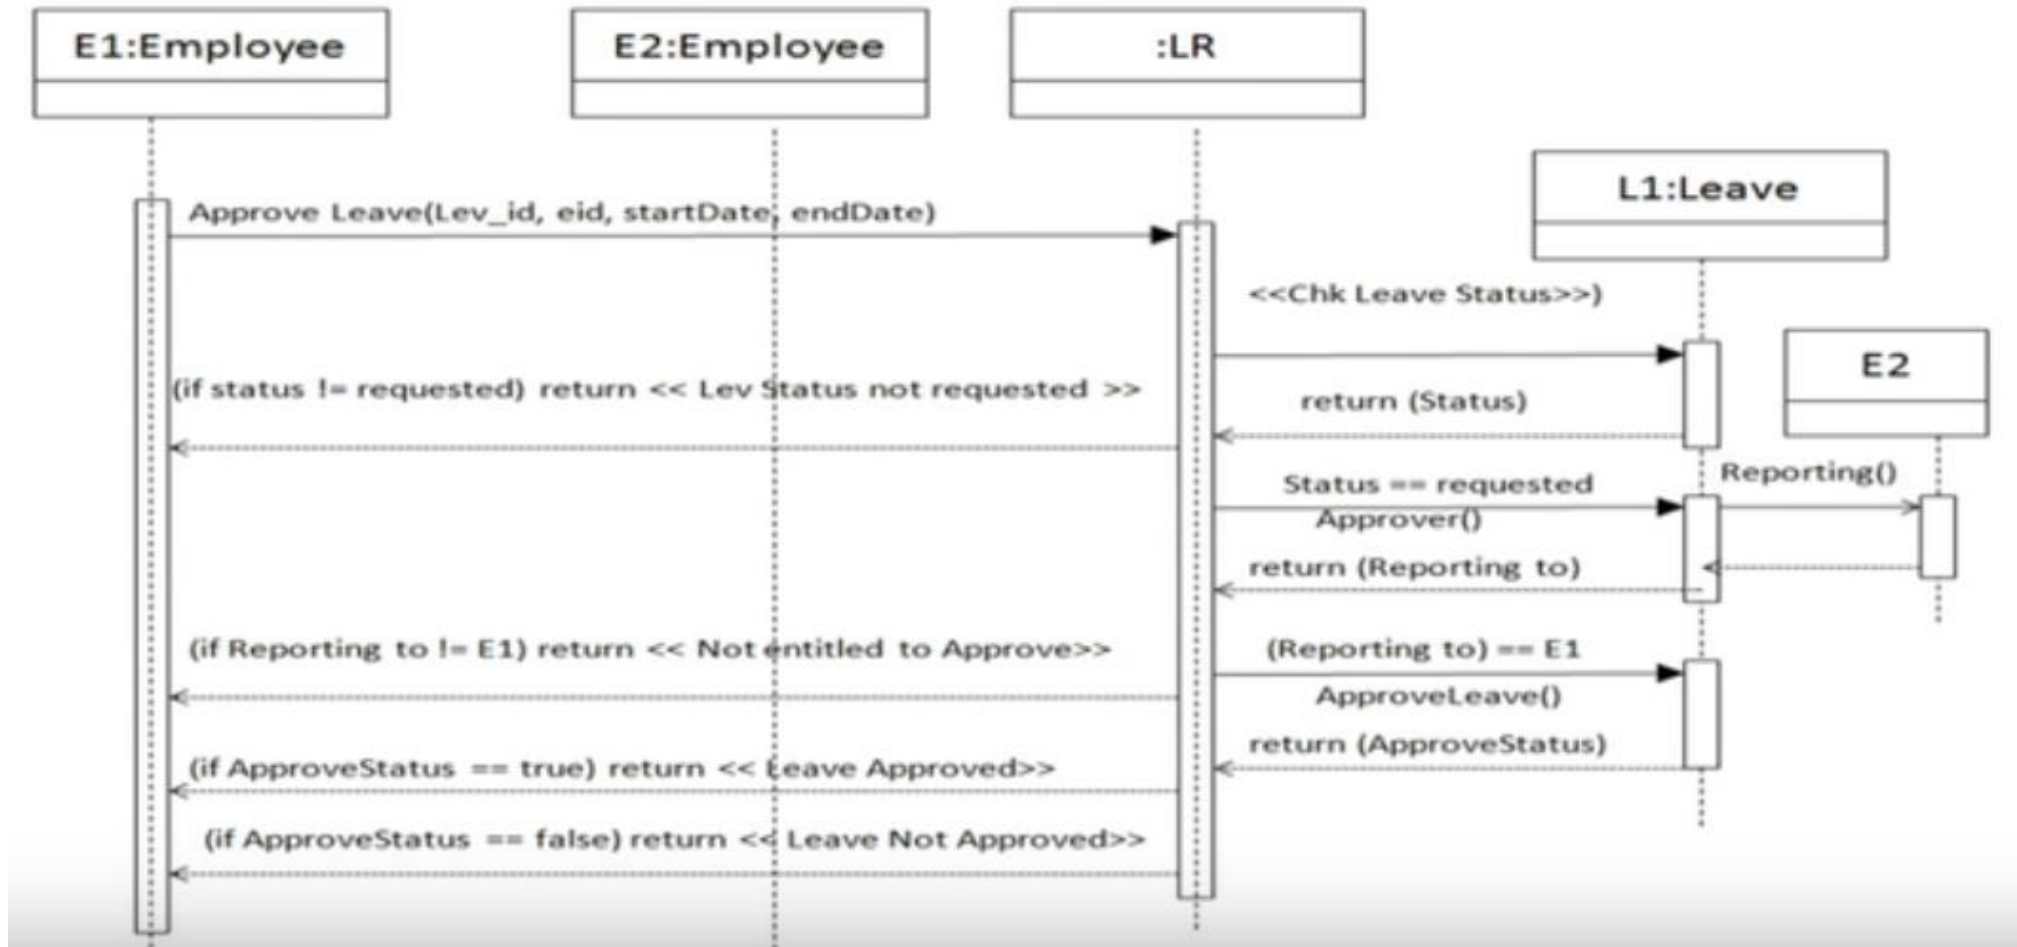 E1:Employee
E2:Employee
:LR
L1:Leave
Approve Leave(Lev_id, eid, startDate, endDate)
<<Chk Leave Status>>)
E2
(if status != requested) return << Lev Status not requested >>
return (Status)
Reporting()
Status == requested
Approver()
return (Reporting to)
(if Reporting to != E1) return << Not entitled to Approve>>
(Reporting to) == E1
ApproveLeave()
return (ApproveStatus)
(if ApproveStatus == true) return << Leave Approved>>
(if ApproveStatus == false) return << Leave Not Approved>>